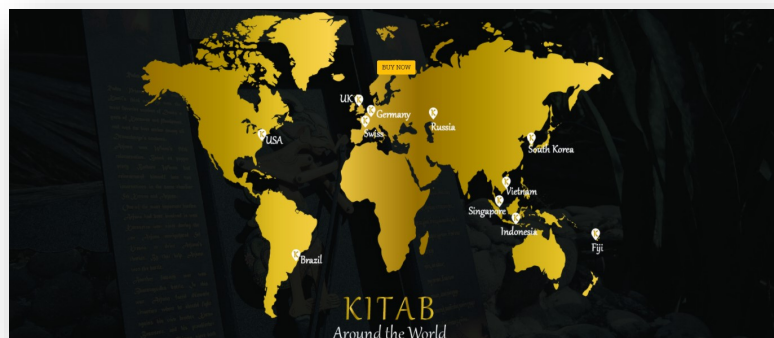 BUY NOW
UK
Germany
Swiss
Russia
USA
South Korea
Vietnam
Singapore
Indonesia
Fiji
Brazil
KITAB
Around the World